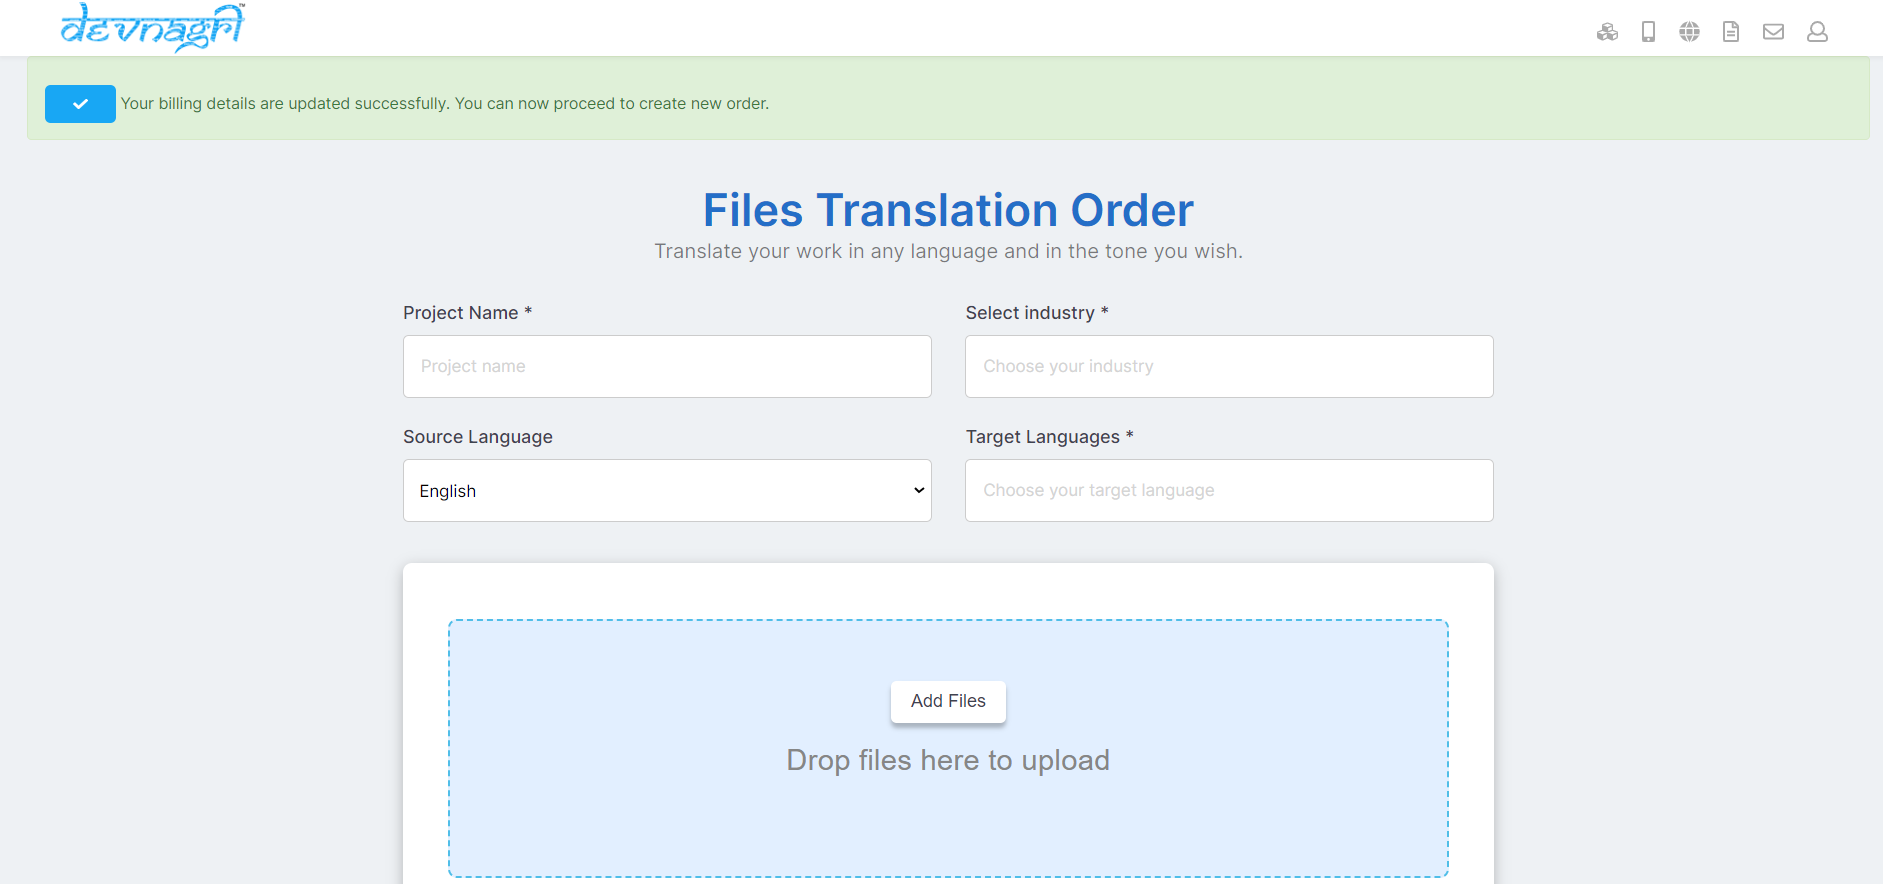 devnagri™
Your billing details are updated successfully. You can now proceed to create new order.
Files Translation Order
Translate your work in any language and in the tone you wish.
Project Name *
Select industry *
Project name
Choose your industry
Source Language
Target Languages *
English
Choose your target language
Add Files
Drop files here to upload